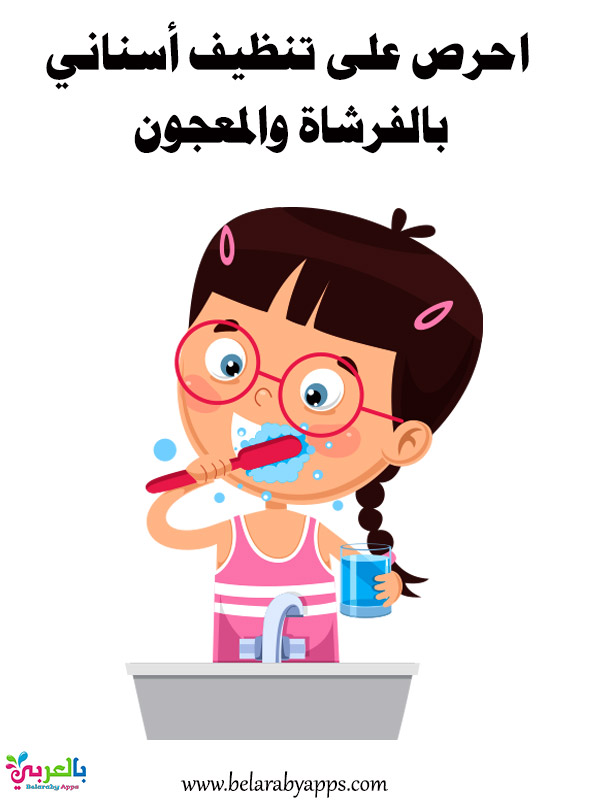 احرص على تنظيف أسناني
بالفرشاة والمعجون
بالعربي
Belaraby Apps
www.belarabyapps.com